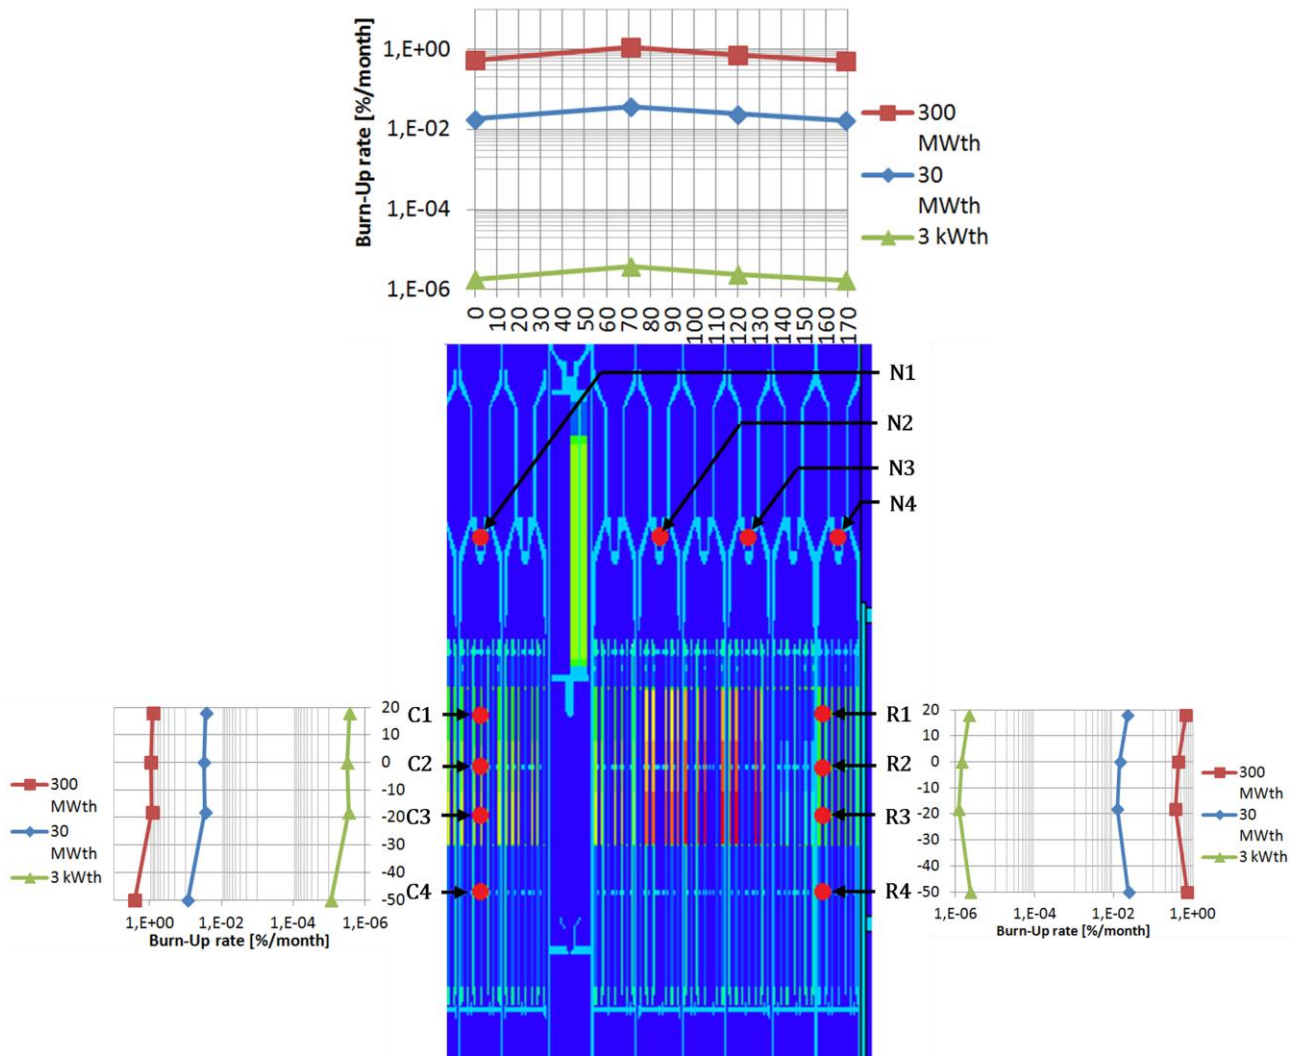 Burn-Up rate [%/month]
1,E+00
1,E-02
1,E-04
1,E-06
0
10
20
30
40
50
60
70
80
90
100
110
120
130
140
150
160
170
300
MWth
30
MWth
3 kWth
N1
N2
N3
N4
C1
C2
C3
C4
R1
R2
R3
R4
300
MWth
30
MWth
3 kWth
20
10
0
-10
-20
-30
-40
-50
1,E+00
1,E-02
1,E-04
1,E-06
Burn-Up rate [%/month]
20
10
0
-10
-20
-30
-40
-50
1,E-06
1,E-04
1,E-02
1,E+00
Burn-Up rate [%/month]
300
MWth
30
MWth
3 kWth